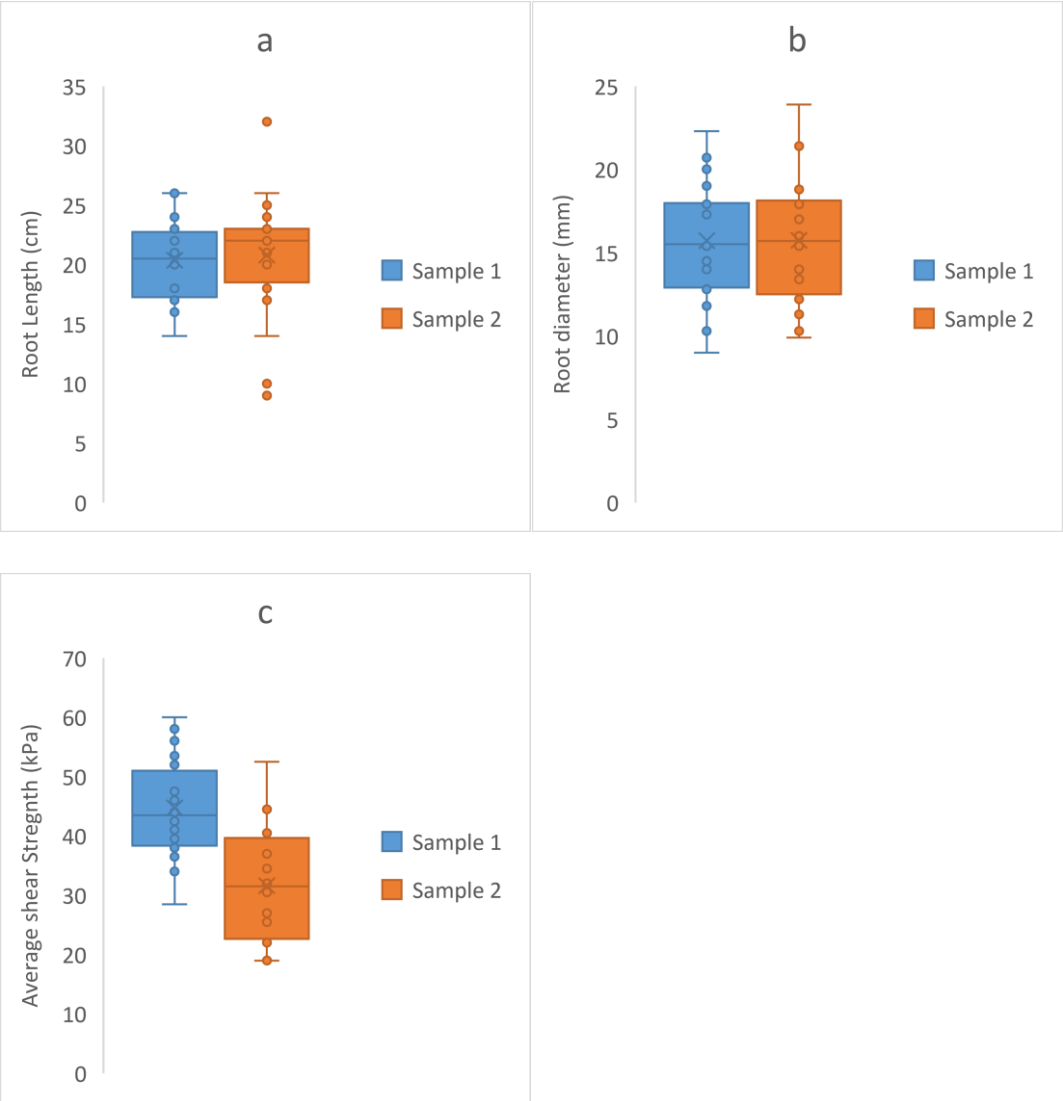 a
35
30
25
20
15
10
5
0
Root Length (cm)
Sample 1
Sample 2
b
25
20
15
10
5
0
Root diameter (mm)
Sample 1
Sample 2
c
70
60
50
40
30
20
10
0
Average shear Stregnth (kPa)
Sample 1
Sample 2